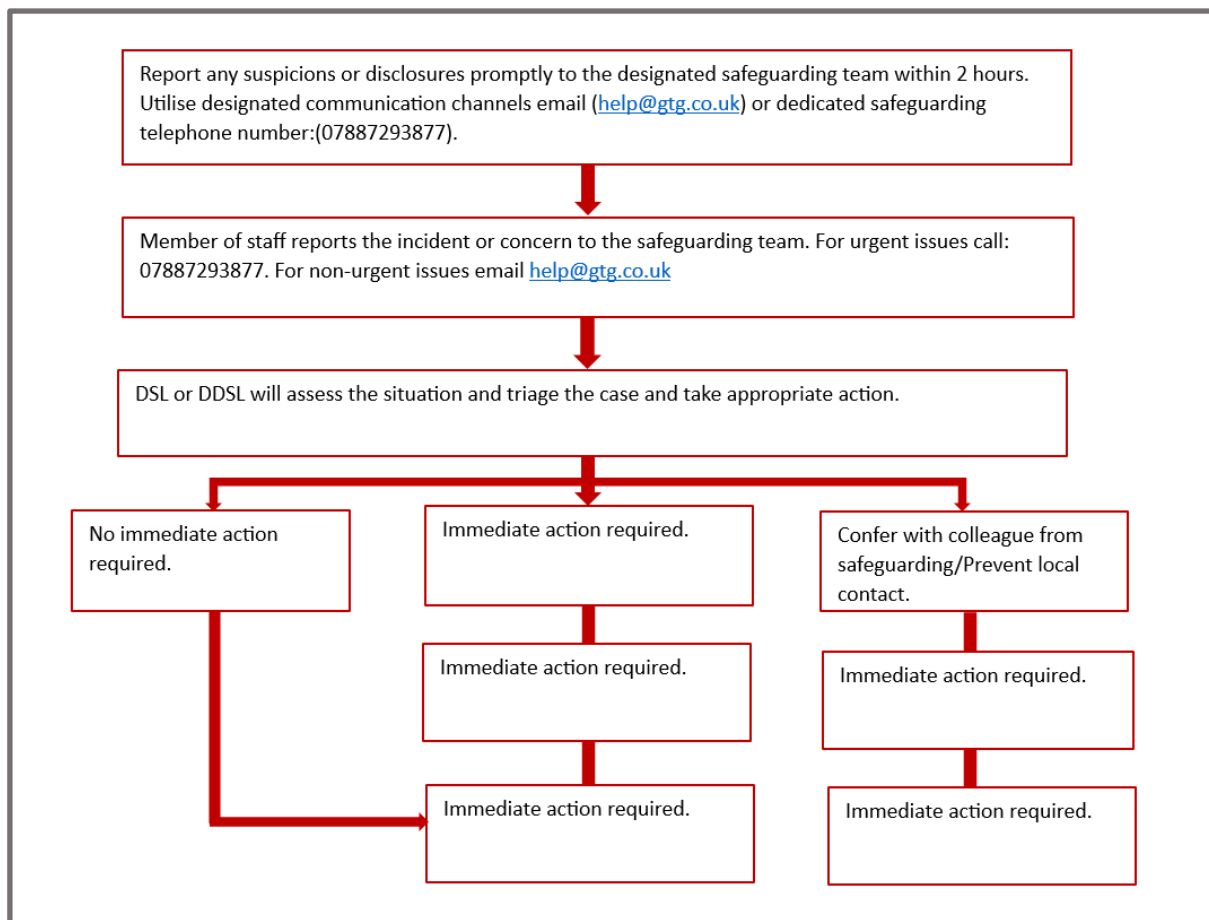 Report any suspicions or disclosures promptly to the designated safeguarding team within 2 hours.
Utilise designated communication channels email (help@gtg.co.uk) or dedicated safeguarding
telephone number:(07887293877).
Member of staff reports the incident or concern to the safeguarding team. For urgent issues call:
07887293877. For non-urgent issues email help@gtg.co.uk
DSL or DDSL will assess the situation and triage the case and take appropriate action.
No immediate action
required.
Immediate action required.
Confer with colleague from
safeguarding/Prevent local
contact.
Immediate action required.
Immediate action required.
Immediate action required.
Immediate action required.